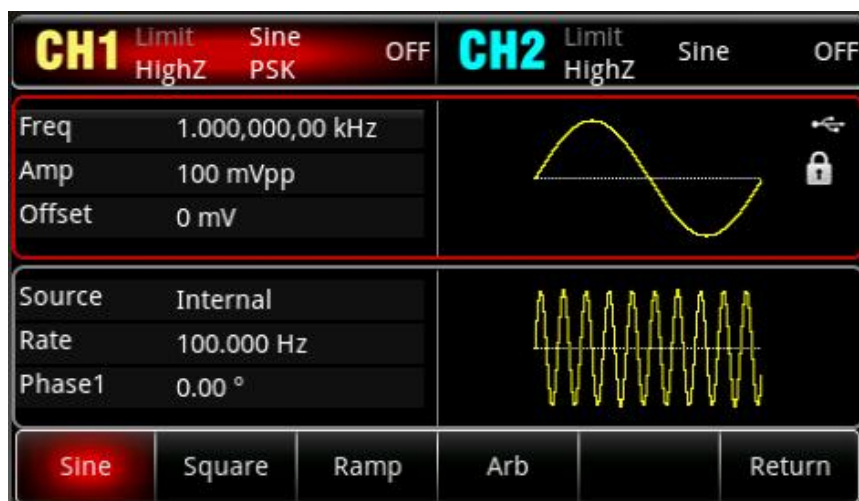 CH1 Limit Sine OFF CH2 Limit Sine OFF
HighZ PSK HighZ
Freq 1.000,000,00 kHz
Amp 100 mVpp
Offset 0 mV
Source Internal
Rate 100.000 Hz
Phase1 0.00 °
Sine Square Ramp Arb Return